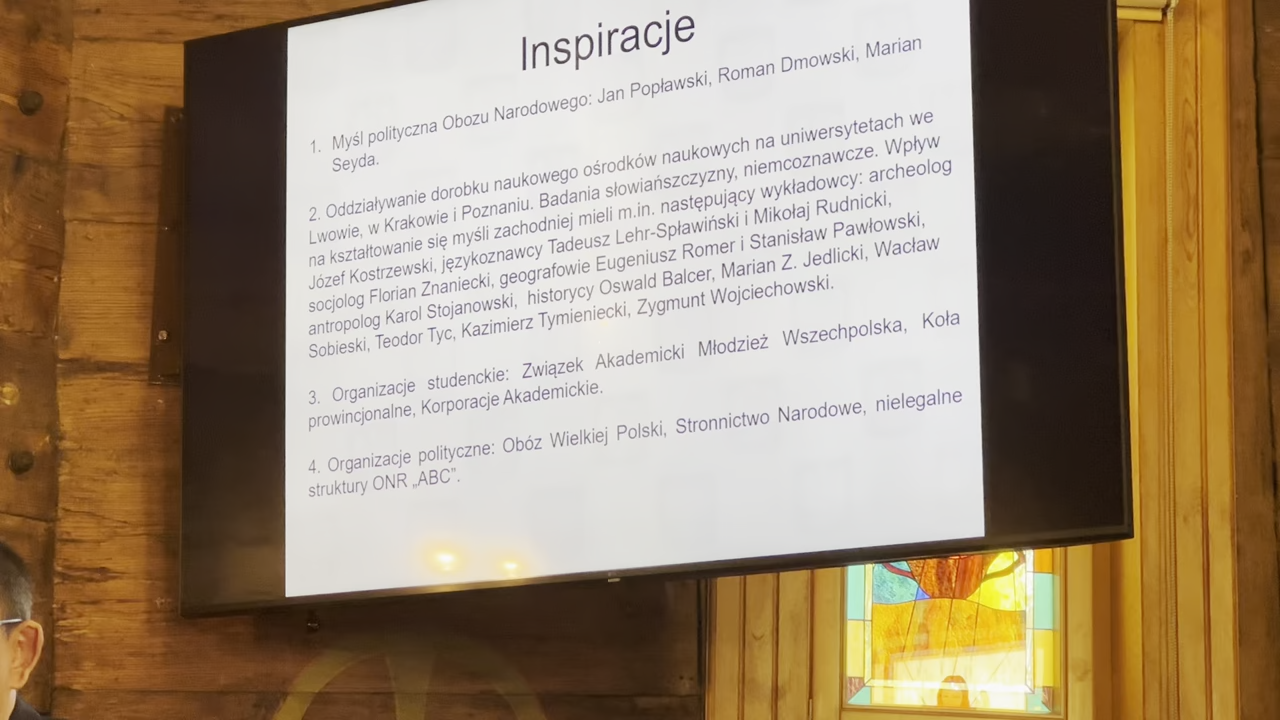 Inspiracje
1. Myśl polityczna Obozu Narodowego: Jan Popławski, Roman Dmowski, Marian
Seyda.
2. Oddziaływanie dorobku naukowego ośrodków naukowych na uniwersytetach we
Lwowie, w Krakowie i Poznaniu. Badania słowiańszczyzny, niemcoznawcze. Wpływ
na kształtowanie się myśli zachodniej mieli m.in. następujący wykładowcy: archeolog
Józef Kostrzewski, językoznawcy Tadeusz Lehr-Spławiński i Mikołaj Rudnicki,
socjolog Florian Znaniecki, geografowie Eugeniusz Romer i Stanisław Pawłowski,
antropolog Karol Stojanowski, historycy Oswald Balcer, Marian Z. Jedlicki, Wacław
Sobieski, Teodor Tyc, Kazimierz Tymieniecki, Zygmunt Wojciechowski.
3. Organizacje studenckie: Związek Akademicki Młodzież Wszechpolska, Koła
prowincjonalne, Korporacje Akademickie.
4. Organizacje polityczne: Obóz Wielkiej Polski, Stronnictwo Narodowe, nielegalne
struktury ONR „ABC”.